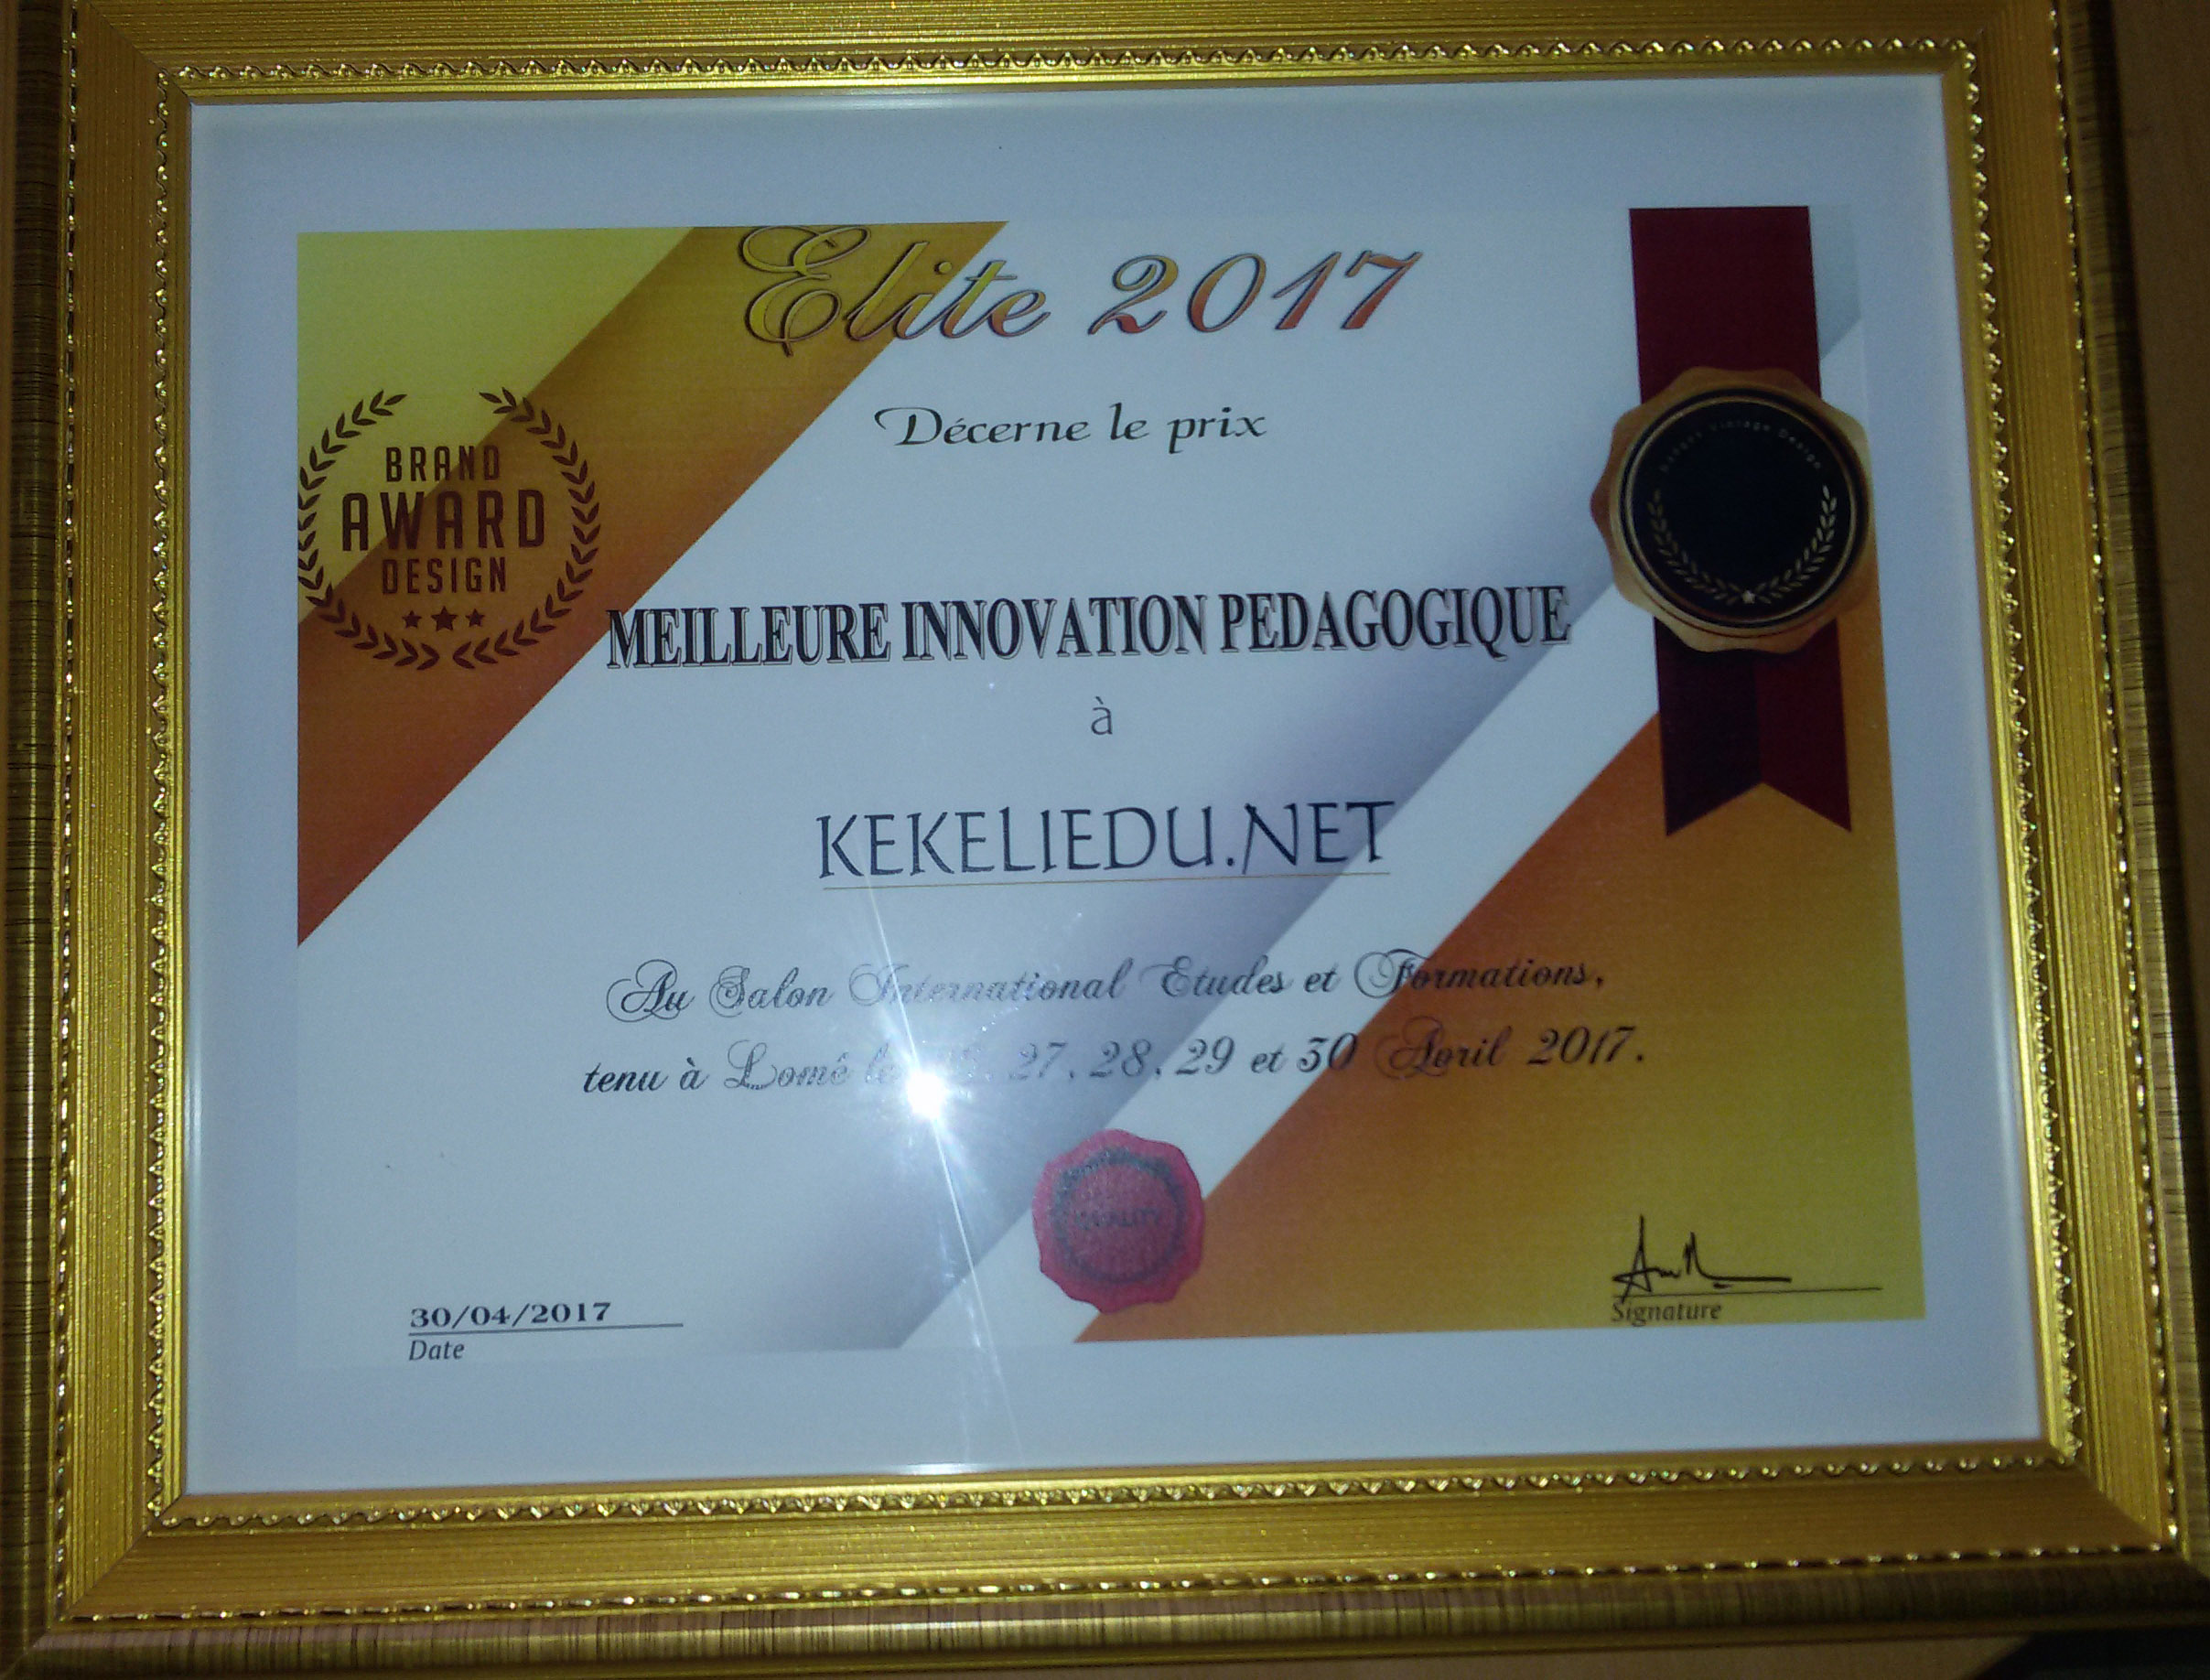 Elite 2017
Décerne le prix
BRAND
AWARD
DESIGN
MEILLEURE INNOVATION PEDAGOGIQUE
à
KEKELIEDU.NET
Au Salon International Etudes et Formations,
tenu à Lomé le 27, 28, 29 et 30 Avril 2017.
QUALITY
30/04/2017
Date
Signature